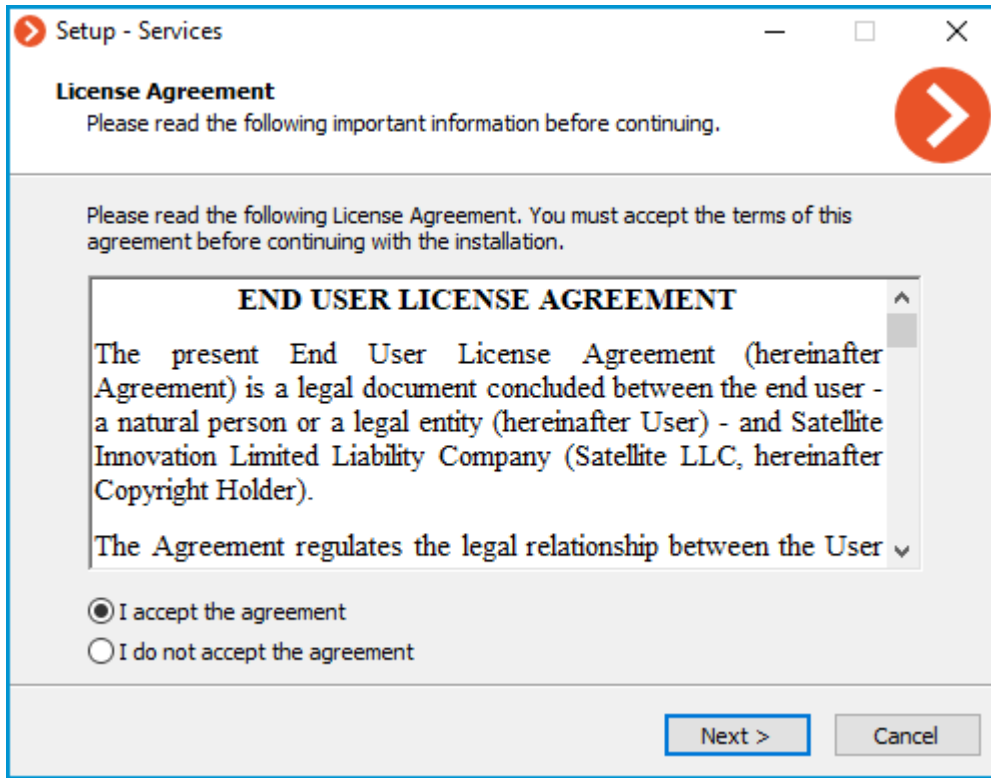 Setup - Services
License Agreement
Please read the following important information before continuing.
Please read the following License Agreement. You must accept the terms of this
agreement before continuing with the installation.
END USER LICENSE AGREEMENT
The present End User License Agreement (hereinafter
Agreement) is a legal document concluded between the end user -
a natural person or a legal entity (hereinafter User) - and Satellite
Innovation Limited Liability Company (Satellite LLC, hereinafter
Copyright Holder).
The Agreement regulates the legal relationship between the User
I accept the agreement
I do not accept the agreement
Next >
Cancel